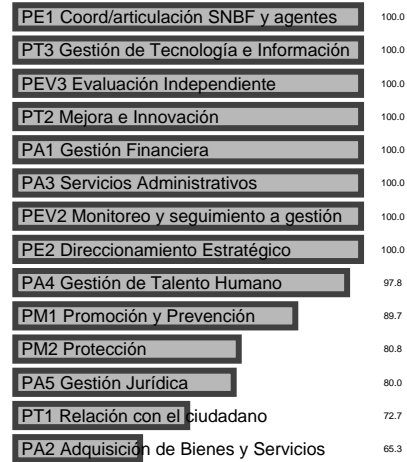 PE1 Coord/articulación SNBF y agentes 100.0
PT3 Gestión de Tecnología e Información 100.0
PEV3 Evaluación Independiente 100.0
PT2 Mejora e Innovación 100.0
PA1 Gestión Financiera 100.0
PA3 Servicios Administrativos 100.0
PEV2 Monitoreo y seguimiento a gestión 100.0
PE2 Direccionamiento Estratégico 100.0
PA4 Gestión de Talento Humano 97.8
PM1 Promoción y Prevención 89.7
PM2 Protección 80.8
PA5 Gestión Jurídica 80.0
PT1 Relación con el ciudadano 72.7
PA2 Adquisición de Bienes y Servicios 65.3